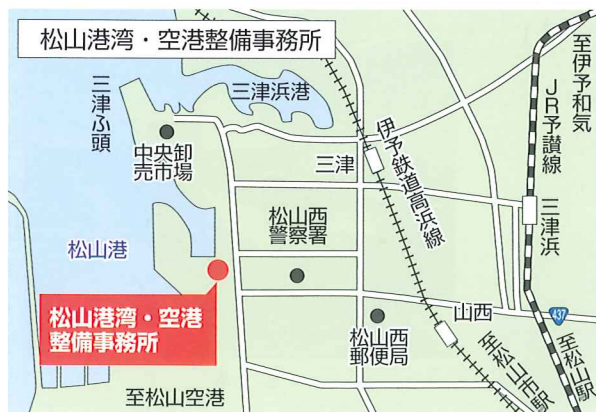 松山港湾・空港整備事務所
三津ふ頭
三津浜港
中央卸
売市場
三津
伊予鉄道高浜線
至伊予和気
JR予讃線
三津浜
松山西
警察署
松山港
松山港湾・空港
整備事務所
山西
437
松山西
郵便局
至松山空港
至松山市駅
至松山駅